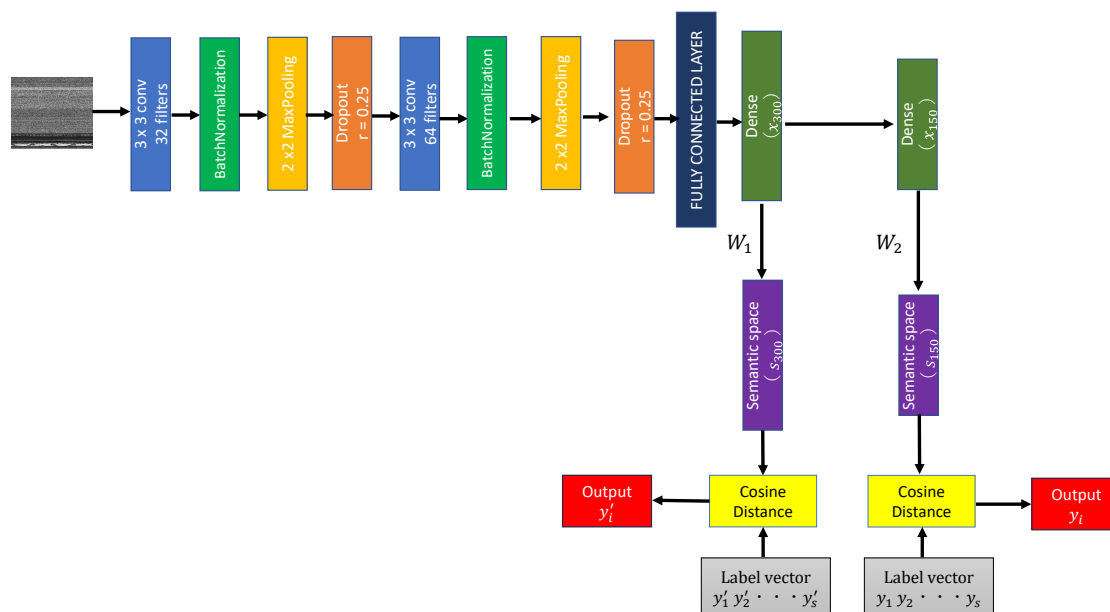 3 x 3 conv
32 filters
BatchNormalization
2 x2 MaxPooling
Dropout
r = 0.25
3 x 3 conv
64 filters
BatchNormalization
2 x2 MaxPooling
Dropout
r = 0.25
FULLY CONNECTED LAYER
Dense
(x₃₀₀)
Dense
(x₁₅₀)
W₁
W₂
Semantic space
(s₃₀₀)
Semantic space
(s₁₅₀)
Output
y′ᵢ
Cosine
Distance
Cosine
Distance
Output
yᵢ
Label vector
y′₁ y′₂ · · · y′ₛ
Label vector
y₁ y₂ · · · yₛ